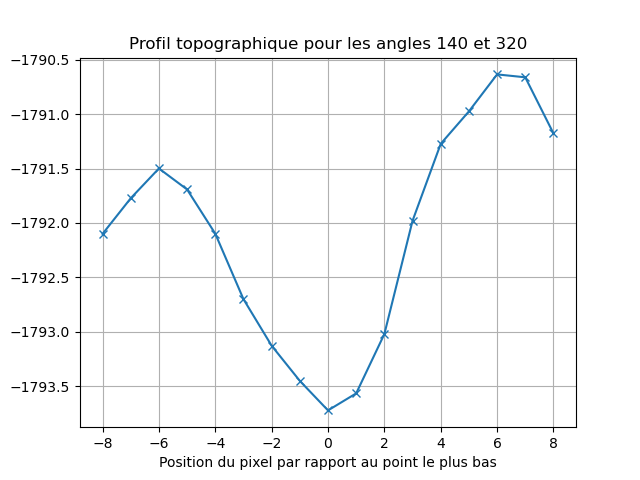 Profil topographique pour les angles 140 et 320
−1790.5
−1791.0
−1791.5
−1792.0
−1792.5
−1793.0
−1793.5
−8 −6 −4 −2 0 2 4 6 8
Position du pixel par rapport au point le plus bas